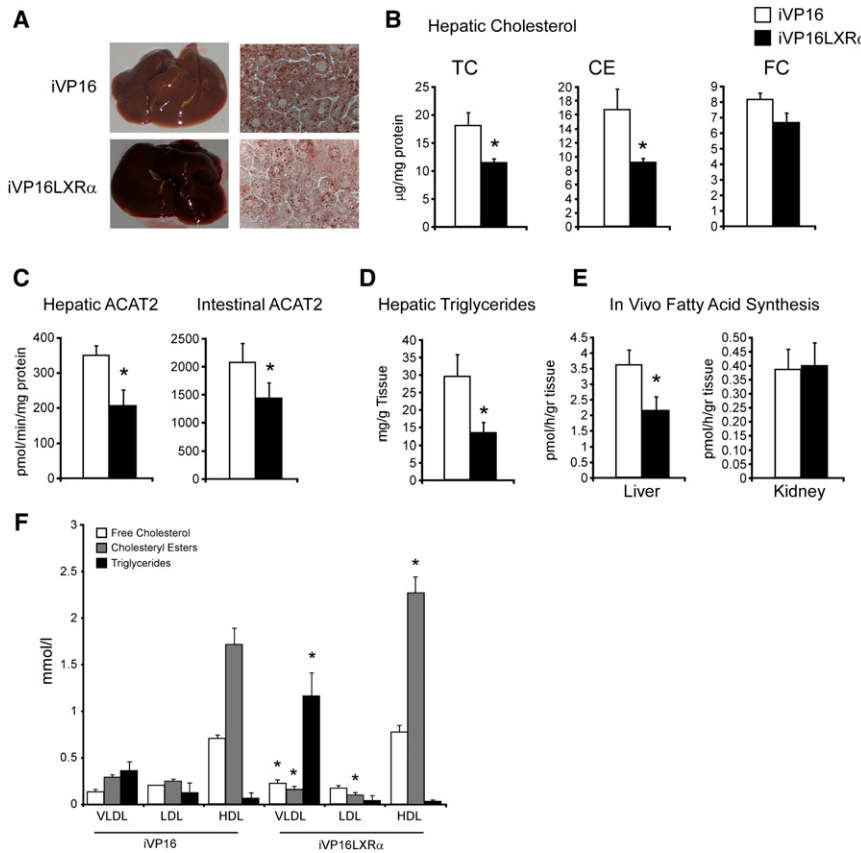 A
iVP16
iVP16LXRα
B
Hepatic Cholesterol
iVP16
iVP16LXRα
TC
CE
FC
μg/mg protein
25
20
15
10
5
0
20
18
16
14
12
10
8
6
4
2
0
9
8
7
6
5
4
3
2
1
0
*
*
C
Hepatic ACAT2
Intestinal ACAT2
pmol/min/mg protein
400
300
200
100
0
2500
2000
1500
1000
500
0
*
*
D
Hepatic Triglycerides
mg/g Tissue
40
35
30
25
20
15
10
5
0
*
E
In Vivo Fatty Acid Synthesis
pmol/h/gr tissue
4.5
4
3.5
3
2.5
2
1.5
1
0.5
0
*
Liver
pmol/h/gr tissue
0.50
0.45
0.40
0.35
0.30
0.25
0.20
0.15
0.10
0.05
0
Kidney
F
Free Cholesterol
Cholesteryl Esters
Triglycerides
mmol/l
3
2.5
2
1.5
1
0.5
0
* * * * *
VLDL LDL HDL VLDL LDL HDL
iVP16 iVP16LXRα